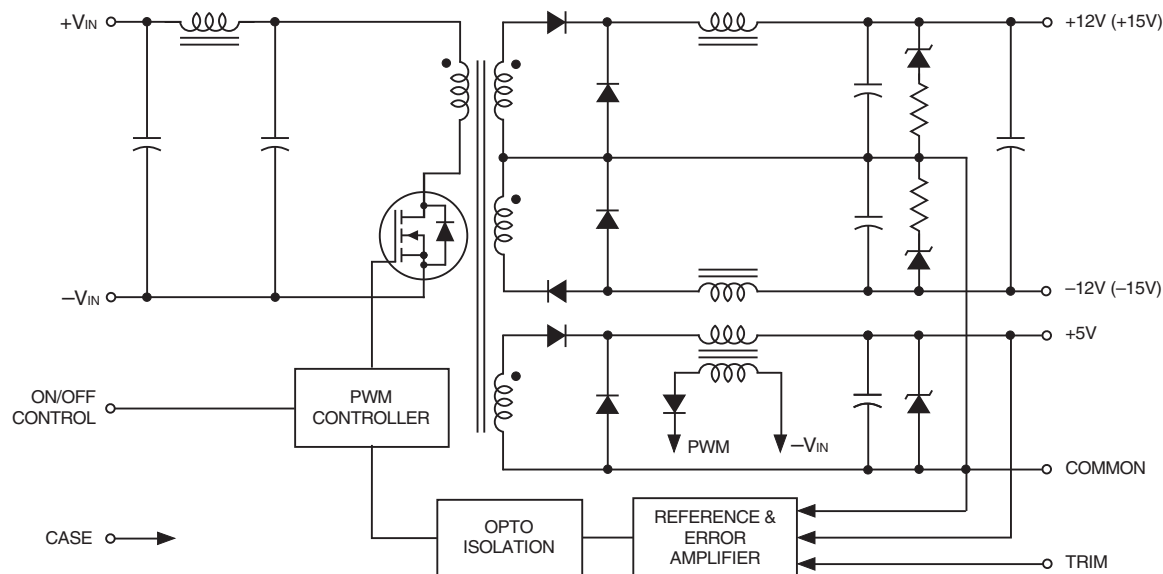 +VIN
+12V (+15V)
–VIN
–12V (–15V)
+5V
ON/OFF
CONTROL
PWM
CONTROLLER
PWM
–VIN
COMMON
CASE
OPTO
ISOLATION
REFERENCE &
ERROR
AMPLIFIER
TRIM